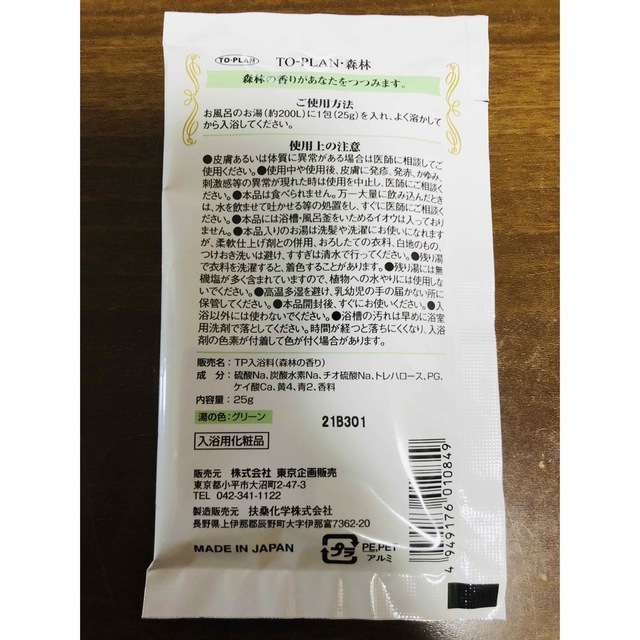 TO-PLAN TO-PLAN・森林
森林の香りがあなたをつつみます。
ご使用方法
お風呂のお湯(約200L)に1包(25g)を入れ、よく溶かして
から入浴してください。
使用上の注意
●皮膚あるいは体質に異常がある場合は医師に相談してご
使用ください。●使用中や使用後、皮膚に発疹、発赤、かゆみ、
刺激感等の異常が現れた時は使用を中止し、医師にご相談く
ださい。●本品は食べられません。万一大量に飲み込んだとき
は、水を飲ませて吐かせる等の処置をし、すぐに医師にご相談
ください。●本品には浴槽・風呂釜をいためるイオウは入っており
ません。●本品入りのお湯は洗髪や洗濯にお使いになれます
が、柔軟仕上げ剤との併用、おろしたての衣料、白地のもの、
つけおき洗いは避け、すすぎは清水で行ってください。●残り湯
で衣料を洗濯すると、着色することがあります。●残り湯には無
機塩が多く含まれていますので、植物への水やりには使用しな
いでください。●高温多湿を避け、乳幼児の手の届かない所に
保管してください。●本品開封後、すぐにお使いください。●入
浴以外には使わないでください。●浴槽の汚れは早めに浴室
用洗剤で落としてください。時間が経つと落ちにくくなり、入浴
剤の色素が付着して色が付く場合があります。
販売名:TP入浴料(森林の香り)
成 分:硫酸Na、炭酸水素Na、チオ硫酸Na、トレハロース、PG、
ケイ酸Ca、黄4、青2、香料
内容量:25g
湯の色:グリーン
21B301
入浴用化粧品
販売元 株式会社 東京企画販売
東京都小平市大沼町2-47-3
TEL 042-341-1122
製造販売元 扶桑化学株式会社
長野県上伊那郡辰野町大字伊那富7362-20
MADE IN JAPAN
プラ
PE,PET
アルミ
4 949176 010849